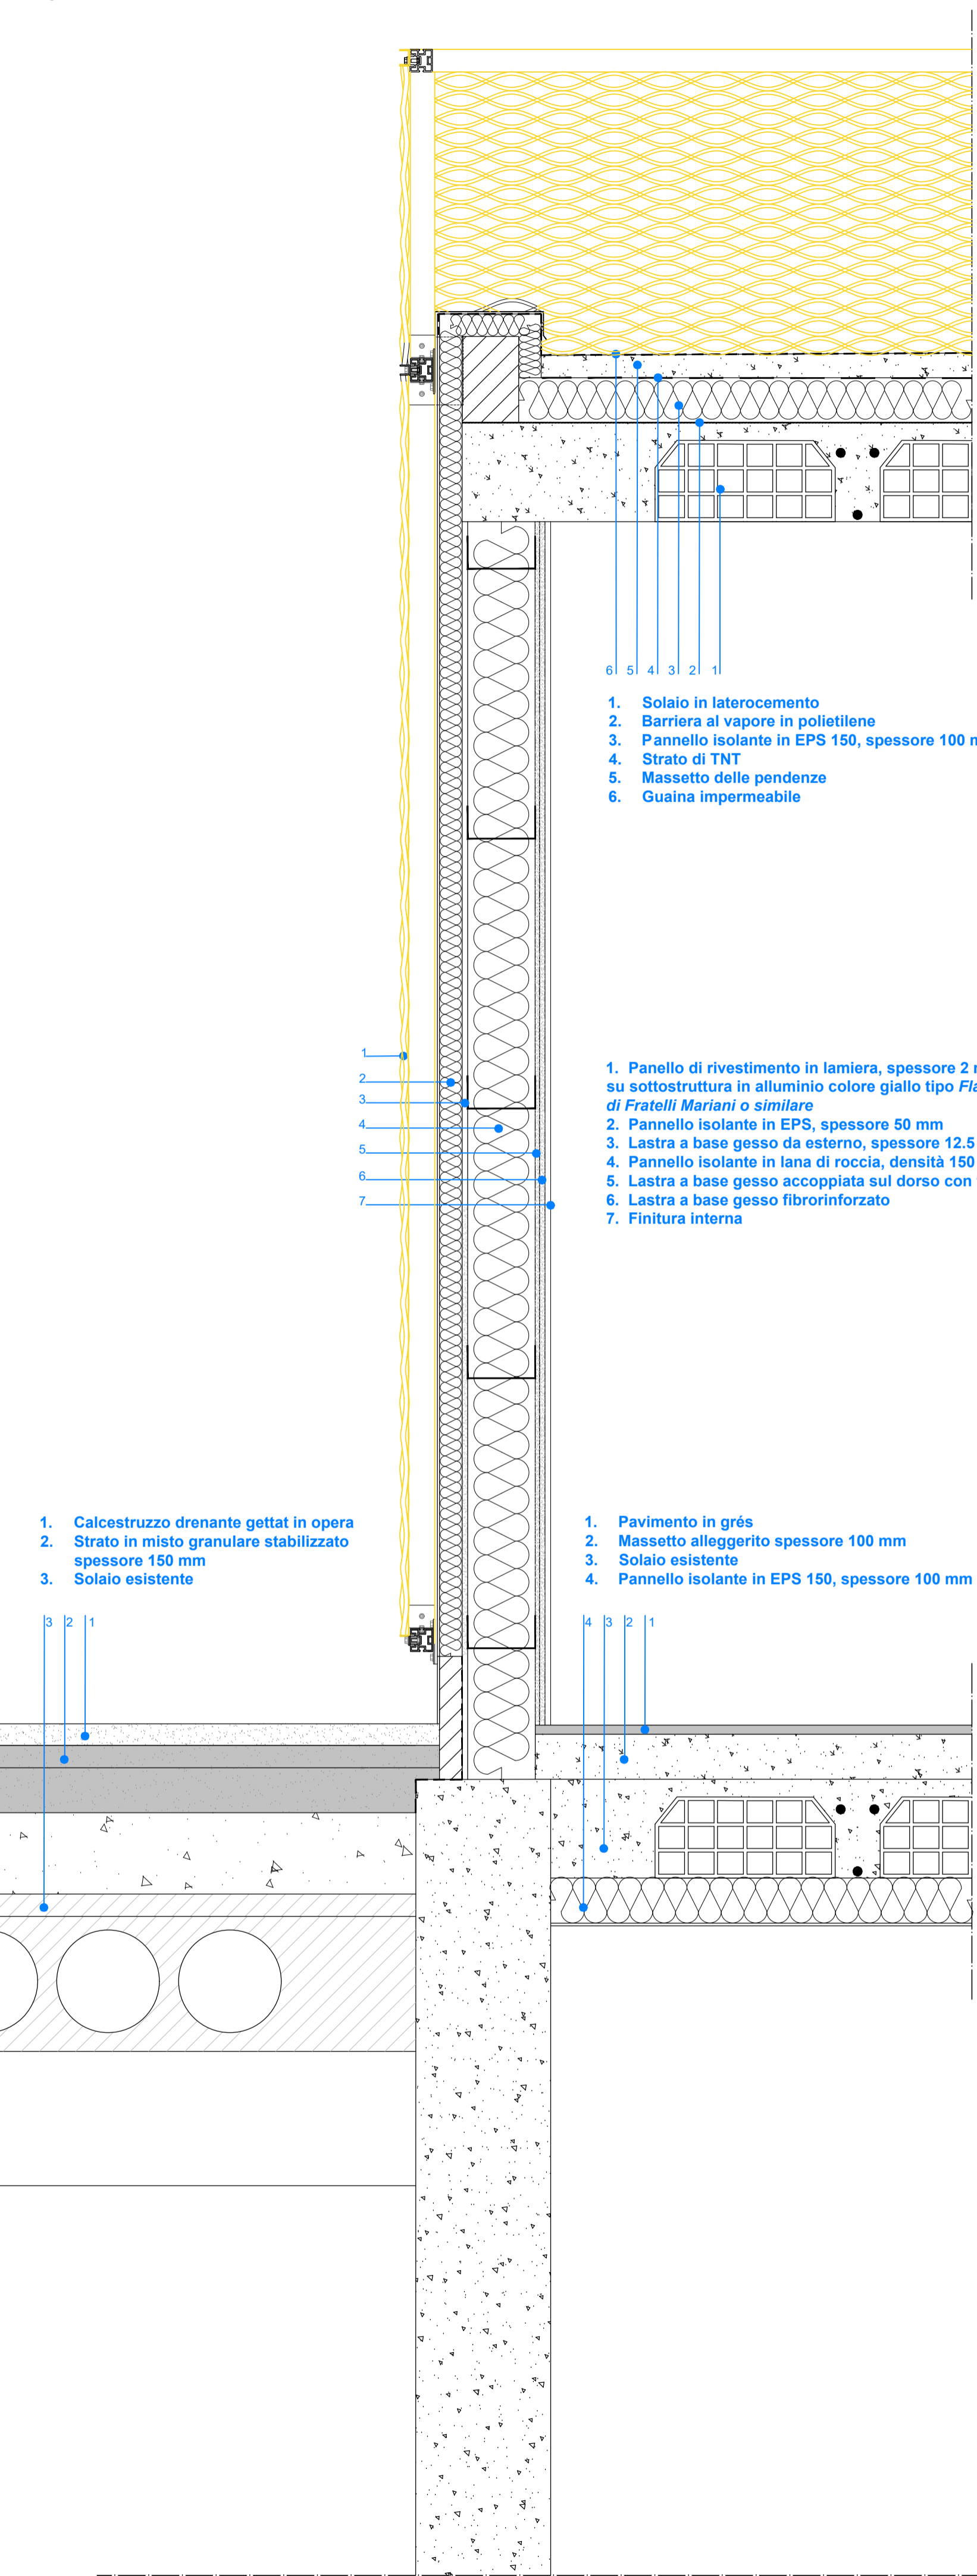 6 5 4 3 2 1
1. Solaio in laterocemento
2. Barriera al vapore in polietilene
3. Pannello isolante in EPS 150, spessore 100
4. Strato di TNT
5. Massetto delle pendenze
6. Guaina impermeabile
1
2
3
4
5
6
7
1. Panello di rivestimento in lamiera, spessore 2
su sottostruttura in alluminio colore giallo tipo
di Fratelli Mariani o similare
2. Pannello isolante in EPS, spessore 50 mm
3. Lastra a base gesso da esterno, spessore 12.5
4. Pannello isolante in lana di roccia, densità 150
5. Lastra a base gesso accoppiata sul dorso con
6. Lastra a base gesso fibrorinforzato
7. Finitura interna
1. Calcestruzzo drenante gettat in opera
2. Strato in misto granulare stabilizzato
spessore 150 mm
3. Solaio esistente
3 2 1
1. Pavimento in grés
2. Massetto alleggerito spessore 100 mm
3. Solaio esistente
4. Pannello isolante in EPS 150, spessore 100 mm
4 3 2 1